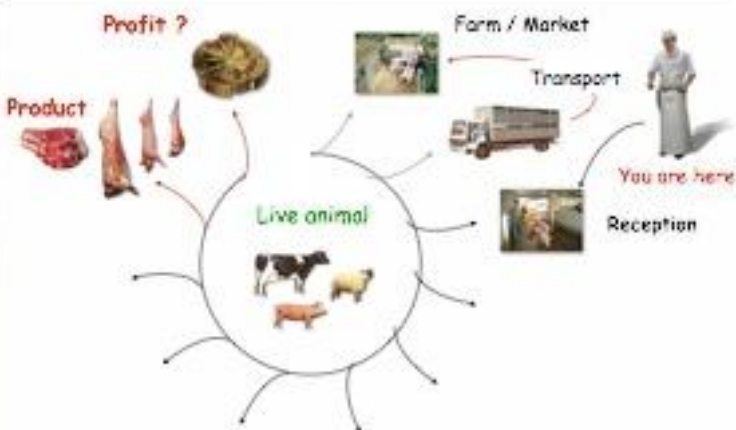 Profit ?
Farm / Market
Transport
Product
You are here
Live animal
Reception